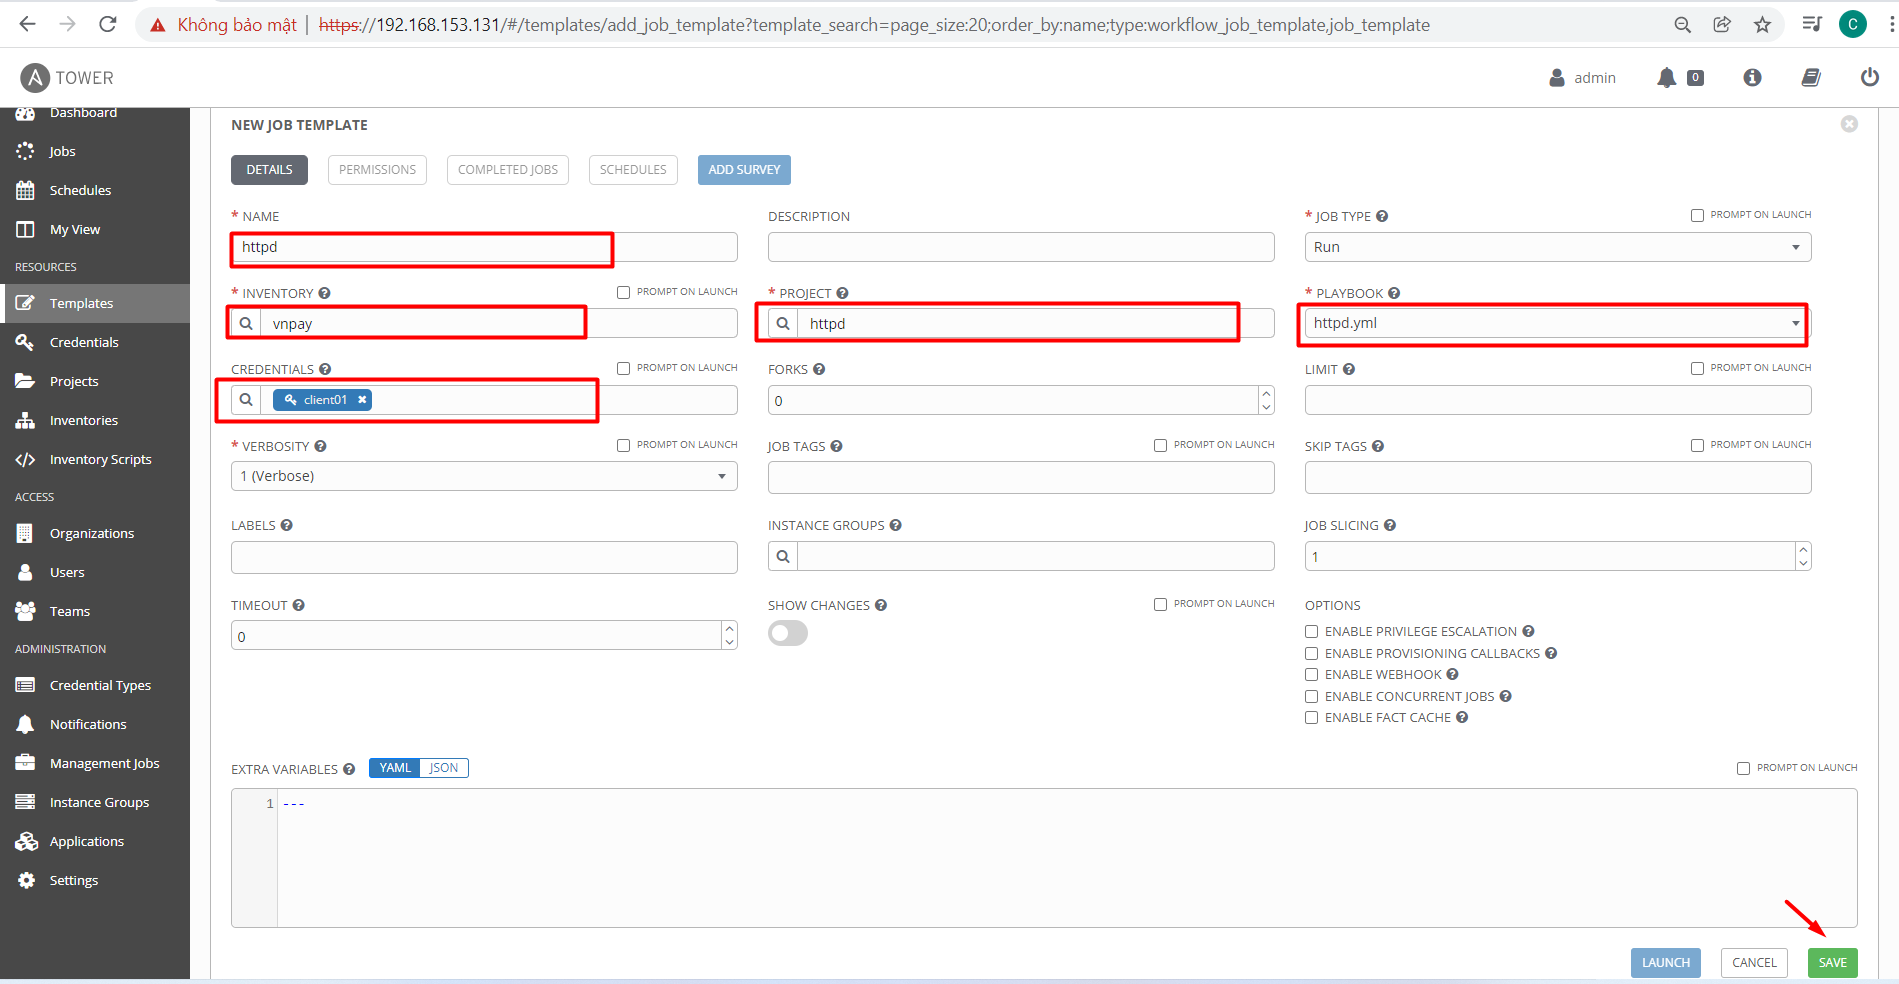 Không bảo mật | https://192.168.153.131/#/templates/add_job_template?template_search=page_size:20;order_by:name;type:workflow_job_template,job_template
C
A TOWER
admin
0
Dashboard
Jobs
Schedules
My View
RESOURCES
Templates
Credentials
Projects
Inventories
Inventory Scripts
ACCESS
Organizations
Users
Teams
ADMINISTRATION
Credential Types
Notifications
Management Jobs
Instance Groups
Applications
Settings
NEW JOB TEMPLATE
DETAILS PERMISSIONS COMPLETED JOBS SCHEDULES ADD SURVEY
* NAME
httpd
DESCRIPTION
* JOB TYPE ? PROMPT ON LAUNCH
Run
* INVENTORY ? PROMPT ON LAUNCH
vnpay
* PROJECT ?
httpd
* PLAYBOOK ?
httpd.yml
CREDENTIALS ? PROMPT ON LAUNCH
client01
FORKS ?
0
LIMIT ? PROMPT ON LAUNCH
* VERBOSITY ? PROMPT ON LAUNCH
1 (Verbose)
JOB TAGS ? PROMPT ON LAUNCH
SKIP TAGS ? PROMPT ON LAUNCH
LABELS ?
INSTANCE GROUPS ?
JOB SLICING ?
1
TIMEOUT ?
0
SHOW CHANGES ? PROMPT ON LAUNCH
OPTIONS
ENABLE PRIVILEGE ESCALATION ?
ENABLE PROVISIONING CALLBACKS ?
ENABLE WEBHOOK ?
ENABLE CONCURRENT JOBS ?
ENABLE FACT CACHE ?
EXTRA VARIABLES ? YAML JSON PROMPT ON LAUNCH
1 ---
LAUNCH CANCEL SAVE